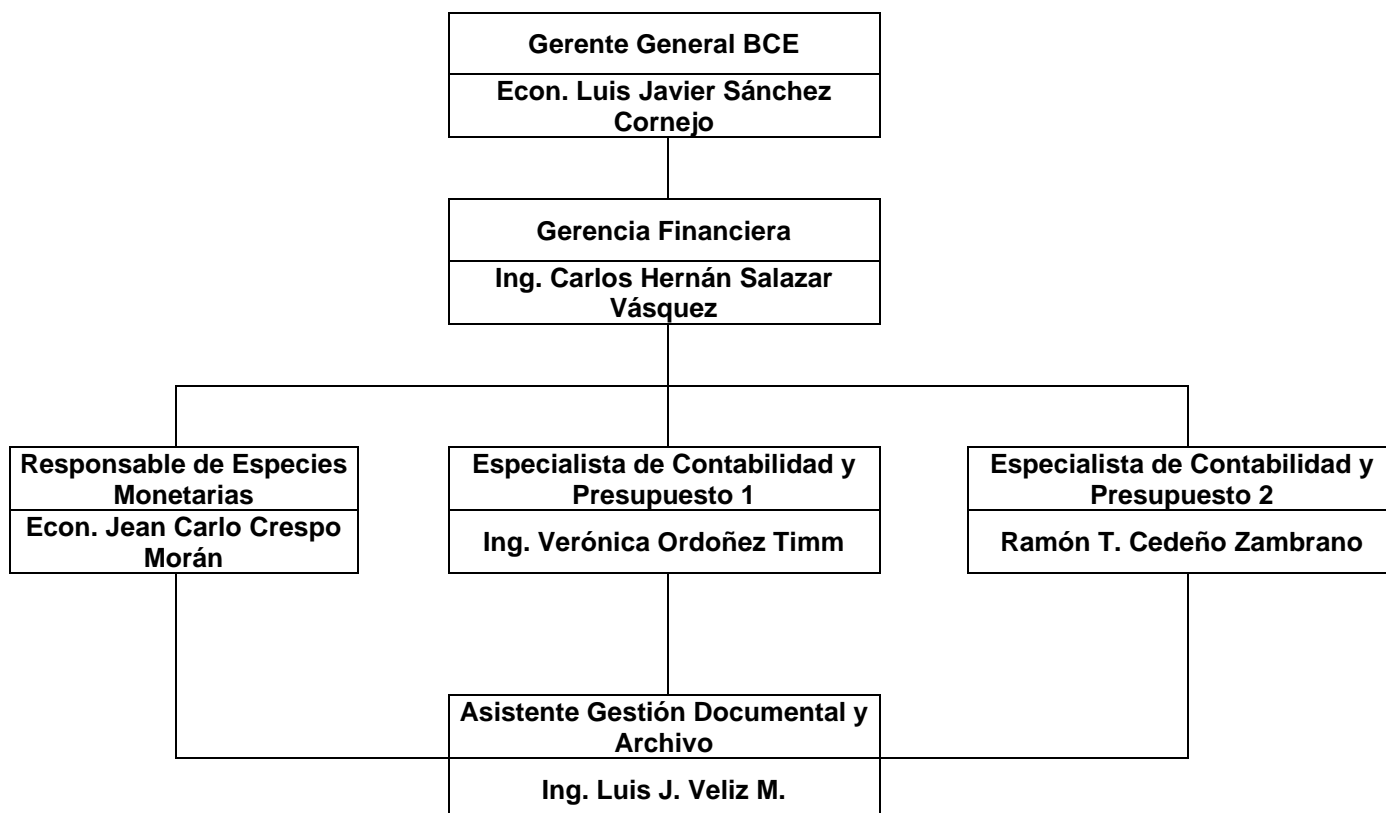 Gerente General BCE
Econ. Luis Javier Sánchez
Cornejo
Gerencia Financiera
Ing. Carlos Hernán Salazar
Vásquez
Responsable de Especies
Monetarias
Econ. Jean Carlo Crespo
Morán
Especialista de Contabilidad y
Presupuesto 1
Ing. Verónica Ordoñez Timm
Especialista de Contabilidad y
Presupuesto 2
Ramón T. Cedeño Zambrano
Asistente Gestión Documental y
Archivo
Ing. Luis J. Veliz M.